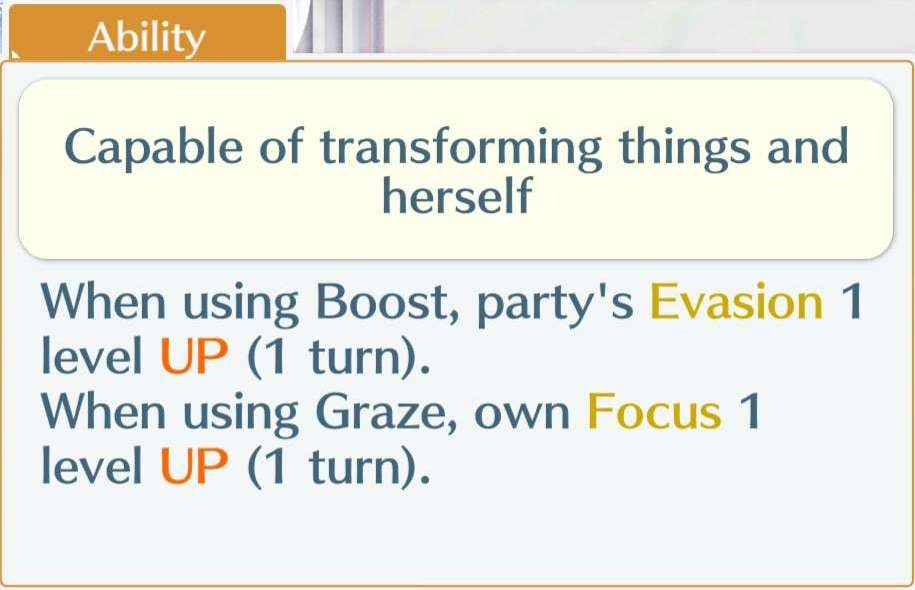 Ability
Capable of transforming things and
herself
When using Boost, party's Evasion 1
level UP (1 turn).
When using Graze, own Focus 1
level UP (1 turn).